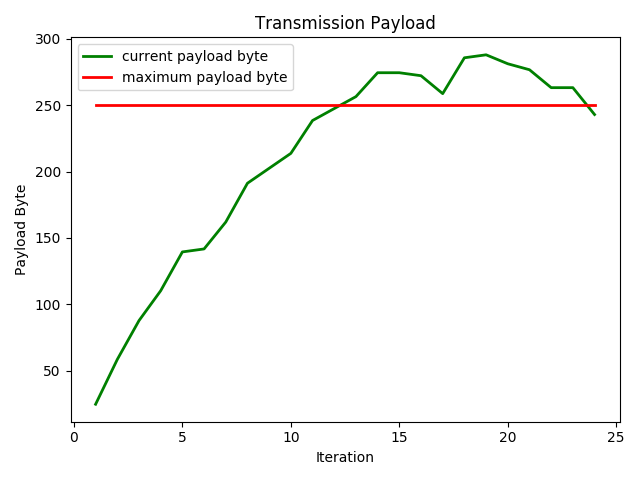 Transmission Payload
current payload byte
maximum payload byte
300
250
200
150
100
50
Payload Byte
0
5
10
15
20
25
Iteration